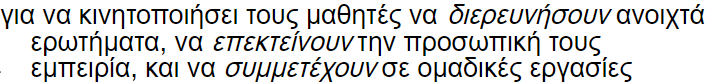 για να κινητοποιήσει τους μαθητές να διερευνήσουν ανοιχτά
ερωτήματα, να επεκτείνουν την προσωπική τους
εμπειρία, και να συμμετέχουν σε ομαδικές εργασίες